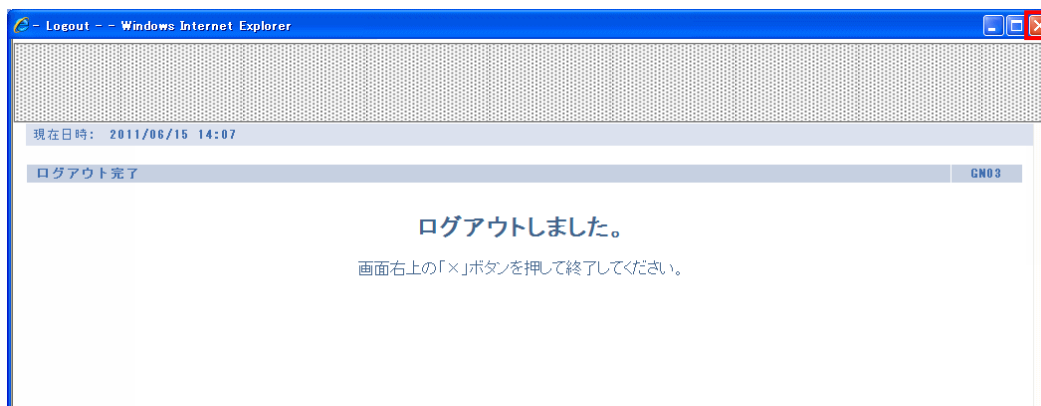 - Logout - - Windows Internet Explorer
現在日時: 2011/06/15 14:07
ログアウト完了 GN03
ログアウトしました。
画面右上の「×」ボタンを押して終了してください。